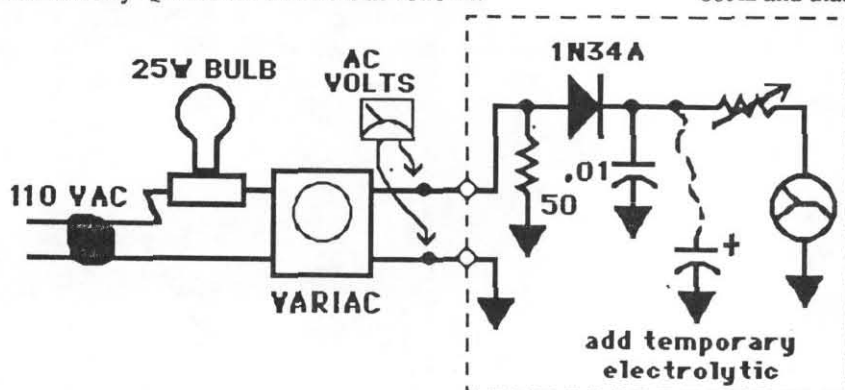 25W BULB
AC
VOLTS
1N34A
110 VAC
.01
50
+
VARIAC
add temporary
electrolytic